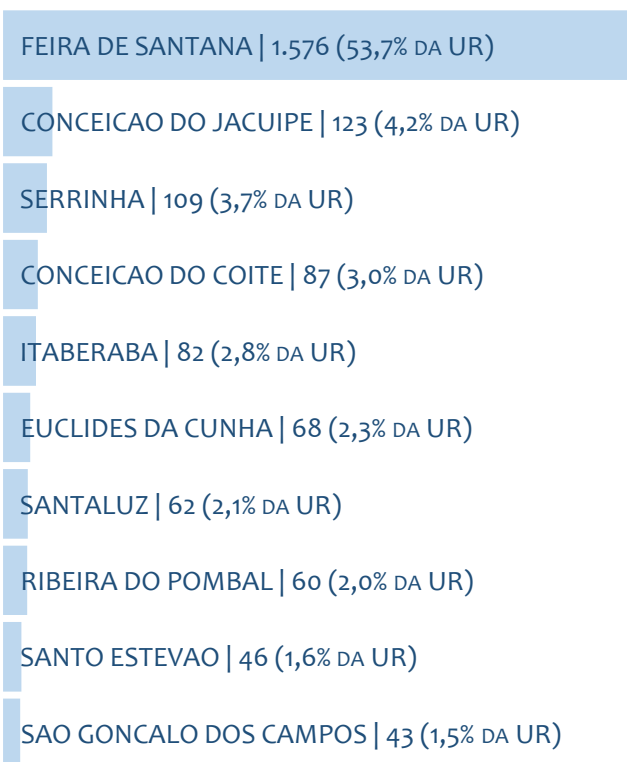 FEIRA DE SANTANA | 1.576 (53,7% DA UR)
CONCEICAO DO JACUIPE | 123 (4,2% DA UR)
SERRINHA | 109 (3,7% DA UR)
CONCEICAO DO COITE | 87 (3,0% DA UR)
ITABERABA | 82 (2,8% DA UR)
EUCLIDES DA CUNHA | 68 (2,3% DA UR)
SANTALUZ | 62 (2,1% DA UR)
RIBEIRA DO POMBAL | 60 (2,0% DA UR)
SANTO ESTEVAO | 46 (1,6% DA UR)
SAO GONCALO DOS CAMPOS | 43 (1,5% DA UR)